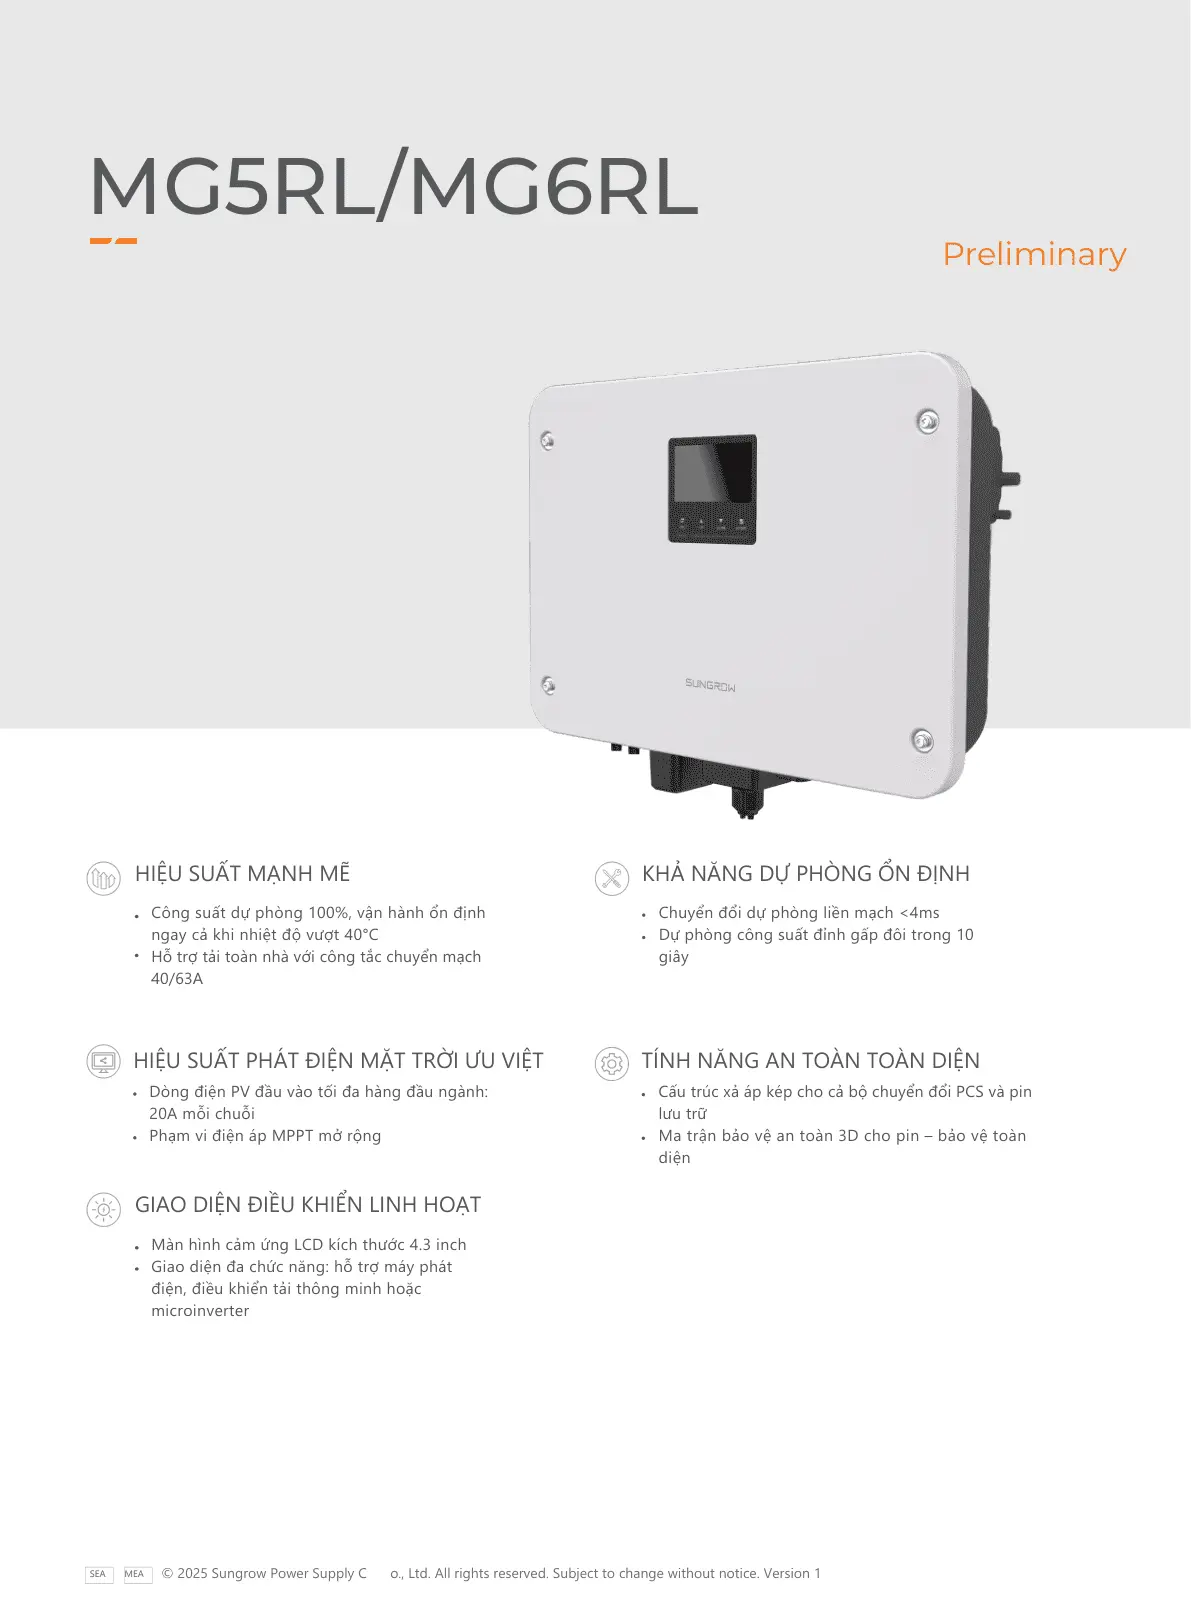 MG5RL/MG6RL
Preliminary
SUNGROW
HIỆU SUẤT MẠNH MẼ
• Công suất dự phòng 100%, vận hành ổn định
ngay cả khi nhiệt độ vượt 40°C
• Hỗ trợ tải toàn nhà với công tắc chuyển mạch
40/63A
KHẢ NĂNG DỰ PHÒNG ỔN ĐỊNH
• Chuyển đổi dự phòng liền mạch <4ms
• Dự phòng công suất đỉnh gấp đôi trong 10
giây
HIỆU SUẤT PHÁT ĐIỆN MẶT TRỜI ƯU VIỆT
• Dòng điện PV đầu vào tối đa hàng đầu ngành:
20A mỗi chuỗi
• Phạm vi điện áp MPPT mở rộng
TÍNH NĂNG AN TOÀN TOÀN DIỆN
• Cấu trúc xả áp kép cho cả bộ chuyển đổi PCS và pin
lưu trữ
• Ma trận bảo vệ an toàn 3D cho pin – bảo vệ toàn
diện
GIAO DIỆN ĐIỀU KHIỂN LINH HOẠT
• Màn hình cảm ứng LCD kích thước 4.3 inch
• Giao diện đa chức năng: hỗ trợ máy phát
điện, điều khiển tải thông minh hoặc
microinverter
SEA MEA © 2025 Sungrow Power Supply C o., Ltd. All rights reserved. Subject to change without notice. Version 1